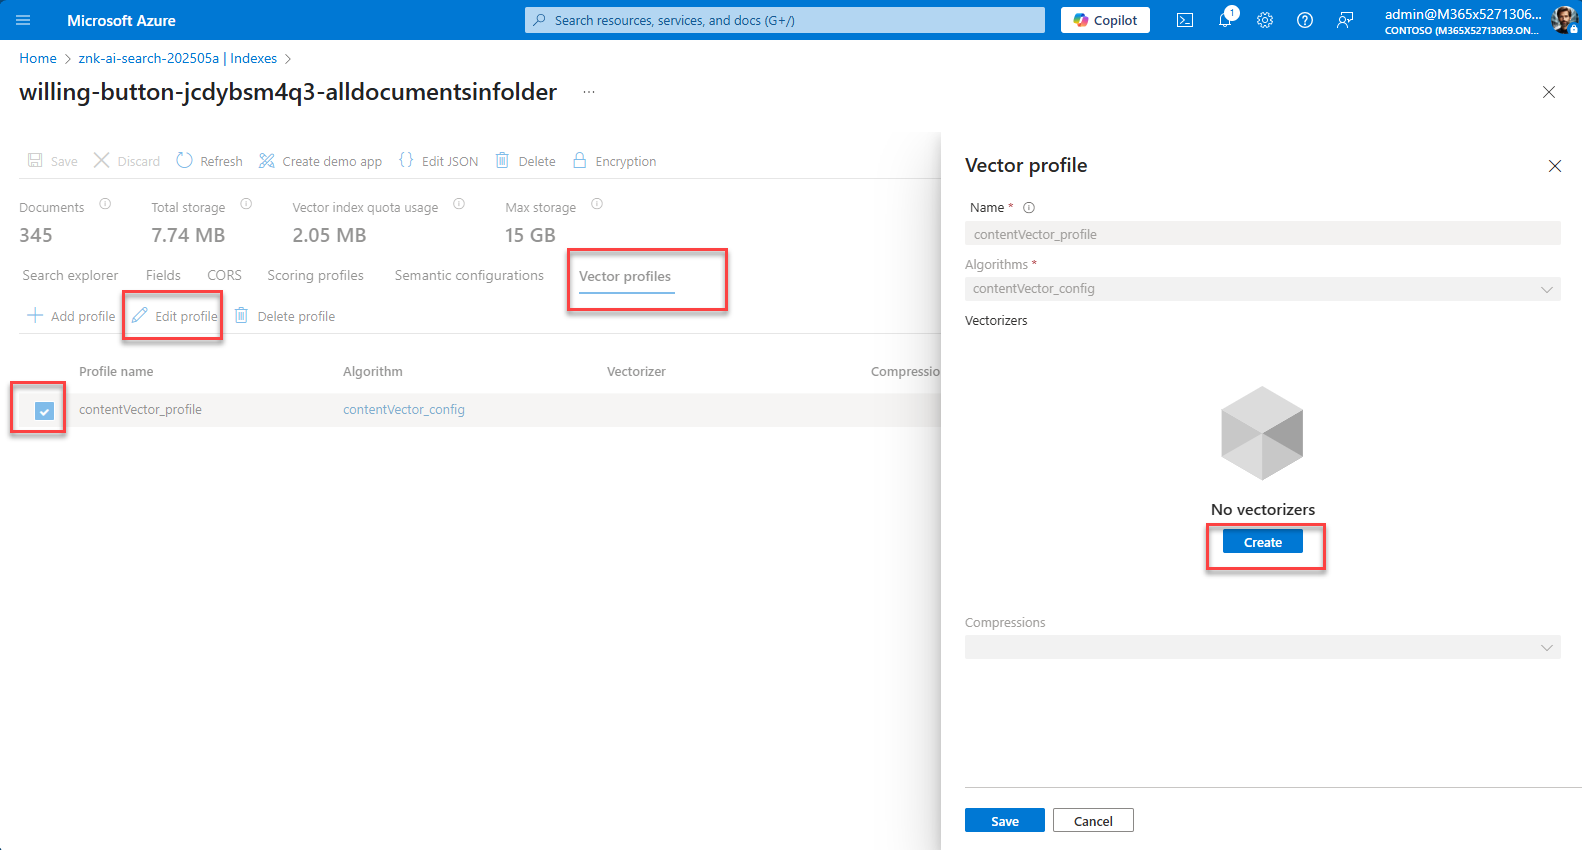 Microsoft Azure
Search resources, services, and docs (G+/)
Copilot
1
admin@M365x5271306...
CONTOSO (M365X52713069.ON...
Home > znk-ai-search-202505a | Indexes >
willing-button-jcdybsm4q3-alldocumentsinfolder ...
Save Discard Refresh Create demo app {} Edit JSON Delete Encryption
Documents Total storage Vector index quota usage Max storage
345 7.74 MB 2.05 MB 15 GB
Search explorer Fields CORS Scoring profiles Semantic configurations Vector profiles
Add profile Edit profile Delete profile
Profile name Algorithm Vectorizer Compressio
contentVector_profile contentVector_config
Vector profile
Name *
contentVector_profile
Algorithms *
contentVector_config
Vectorizers
No vectorizers
Create
Compressions
Save Cancel